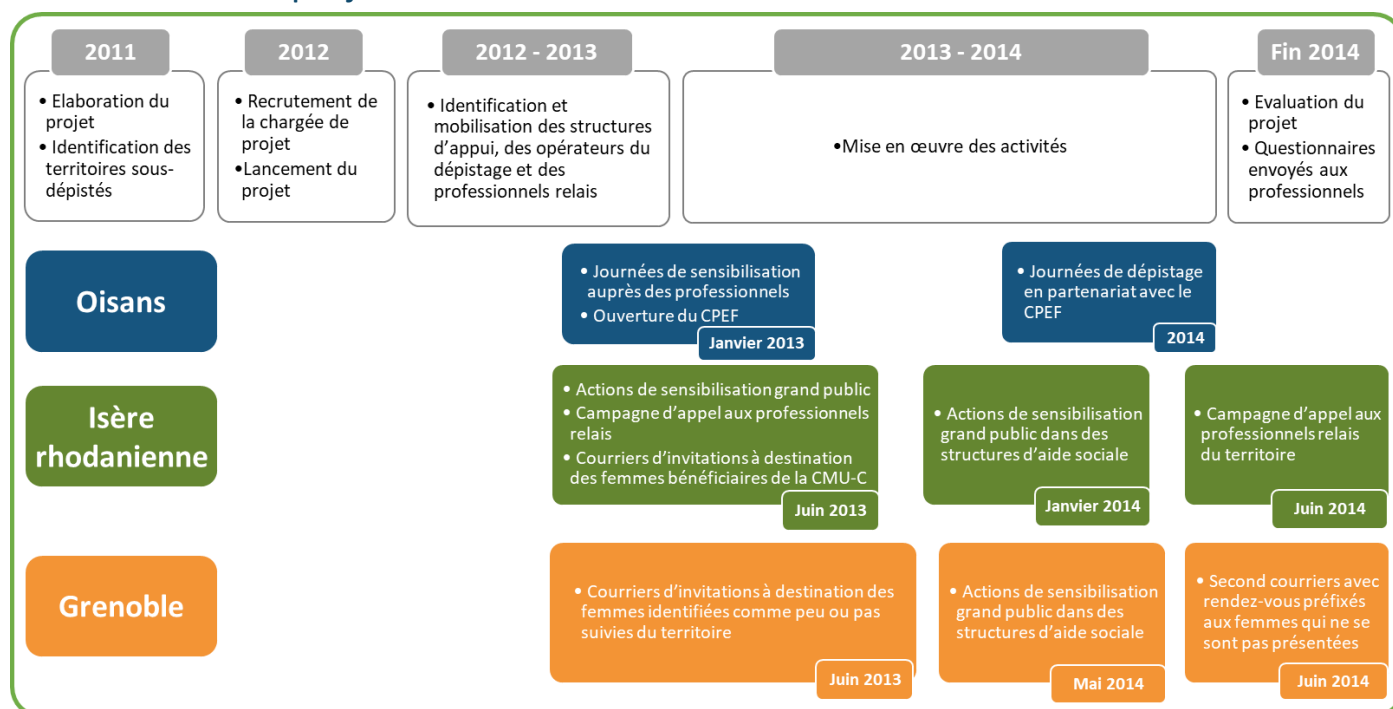 2011
2012
2012 - 2013
2013 - 2014
Fin 2014
• Elaboration du
projet
• Identification des
territoires sous-
dépistés
• Recrutement de
la chargée de
projet
•Lancement du
projet
• Identification et
mobilisation des structures
d'appui, des opérateurs du
dépistage et des
professionnels relais
•Mise en œuvre des activités
• Evaluation du
projet
• Questionnaires
envoyés aux
professionnels
Oisans
• Journées de sensibilisation
auprès des professionnels
• Ouverture du CPEF
Janvier 2013
• Journées de dépistage
en partenariat avec le
CPEF
2014
Isère
rhodanienne
• Actions de sensibilisation grand public
• Campagne d'appel aux professionnels
relais
• Courriers d'invitations à destination
des femmes bénéficiaires de la CMU-C
Juin 2013
• Actions de sensibilisation
grand public dans des
structures d'aide sociale
Janvier 2014
• Campagne d'appel aux
professionnels relais
du territoire
Juin 2014
Grenoble
• Courriers d'invitations à destination des
femmes identifiées comme peu ou pas
suivies du territoire
Juin 2013
• Actions de sensibilisation
grand public dans des
structures d'aide sociale
Mai 2014
• Second courriers avec
rendez-vous préfixés
aux femmes qui ne se
sont pas présentées
Juin 2014